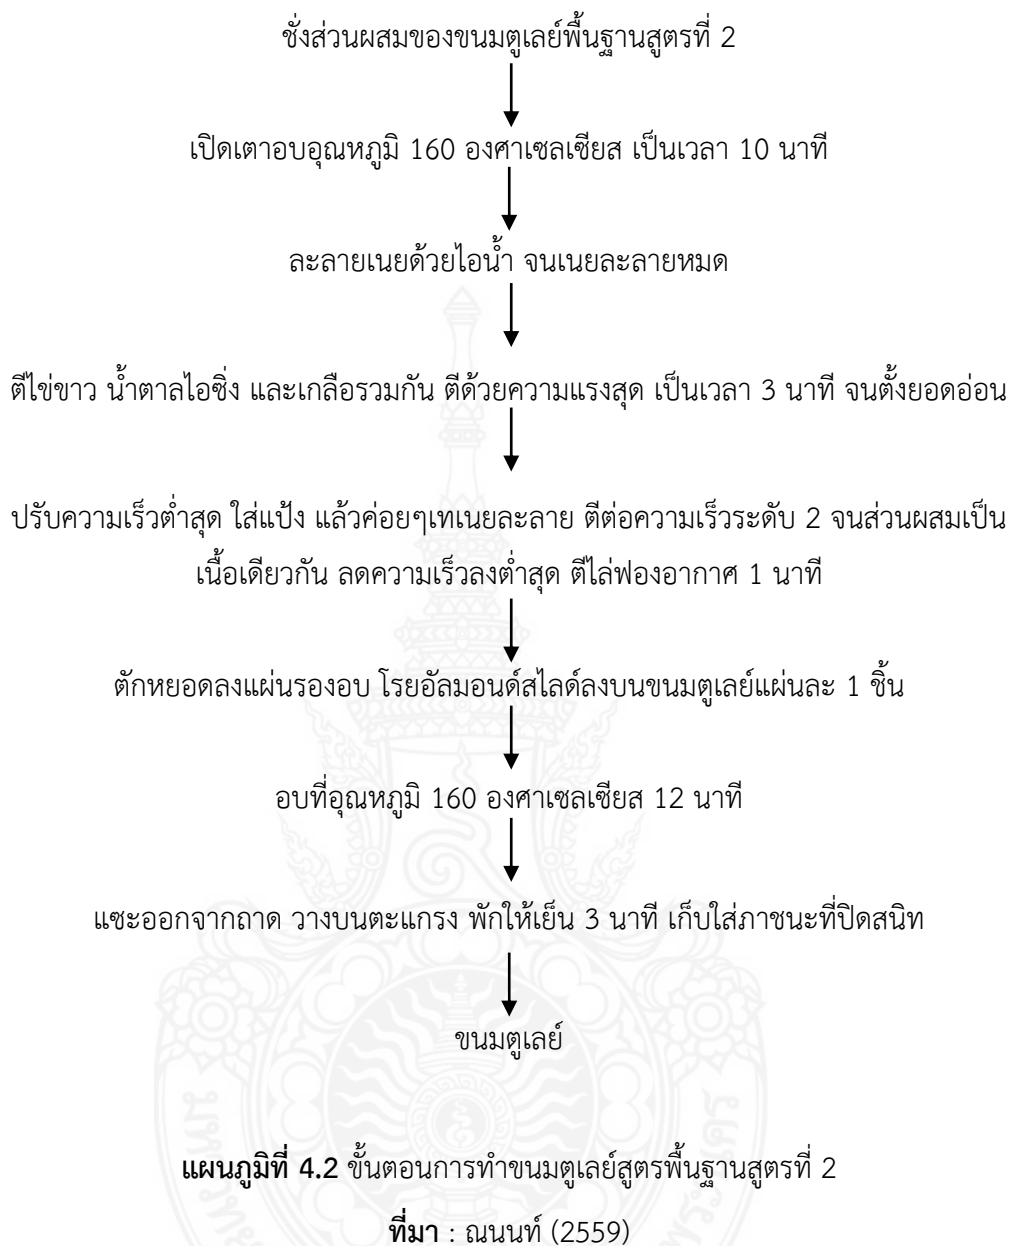 ชั่งส่วนผสมของขนมตูเลย์พื้นฐานสูตรที่ 2
เปิดเตาอบอุณหภูมิ 160 องศาเซลเซียส เป็นเวลา 10 นาที
ละลายเนยด้วยไอน้ำ จนเนยละลายหมด
ตีไข่ขาว น้ำตาลไอซิ่ง และเกลือรวมกัน ตีด้วยความแรงสุด เป็นเวลา 3 นาที จนตั้งยอดอ่อน
ปรับความเร็วต่ำสุด ใส่แป้ง แล้วค่อยๆเทเนยละลาย ตีต่อความเร็วระดับ 2 จนส่วนผสมเป็น
เนื้อเดียวกัน ลดความเร็วลงต่ำสุด ตีไล่ฟองอากาศ 1 นาที
ตักหยอดลงแผ่นรองอบ โรยอัลมอนด์สไลด์ลงบนขนมตูเลย์แผ่นละ 1 ชิ้น
อบที่อุณหภูมิ 160 องศาเซลเซียส 12 นาที
แซะออกจากถาด วางบนตะแกรง พักให้เย็น 3 นาที เก็บใส่ภาชนะที่ปิดสนิท
ขนมตูเลย์
แผนภูมิที่ 4.2 ขั้นตอนการทำขนมตูเลย์สูตรพื้นฐานสูตรที่ 2
ที่มา : ณนนท์ (2559)